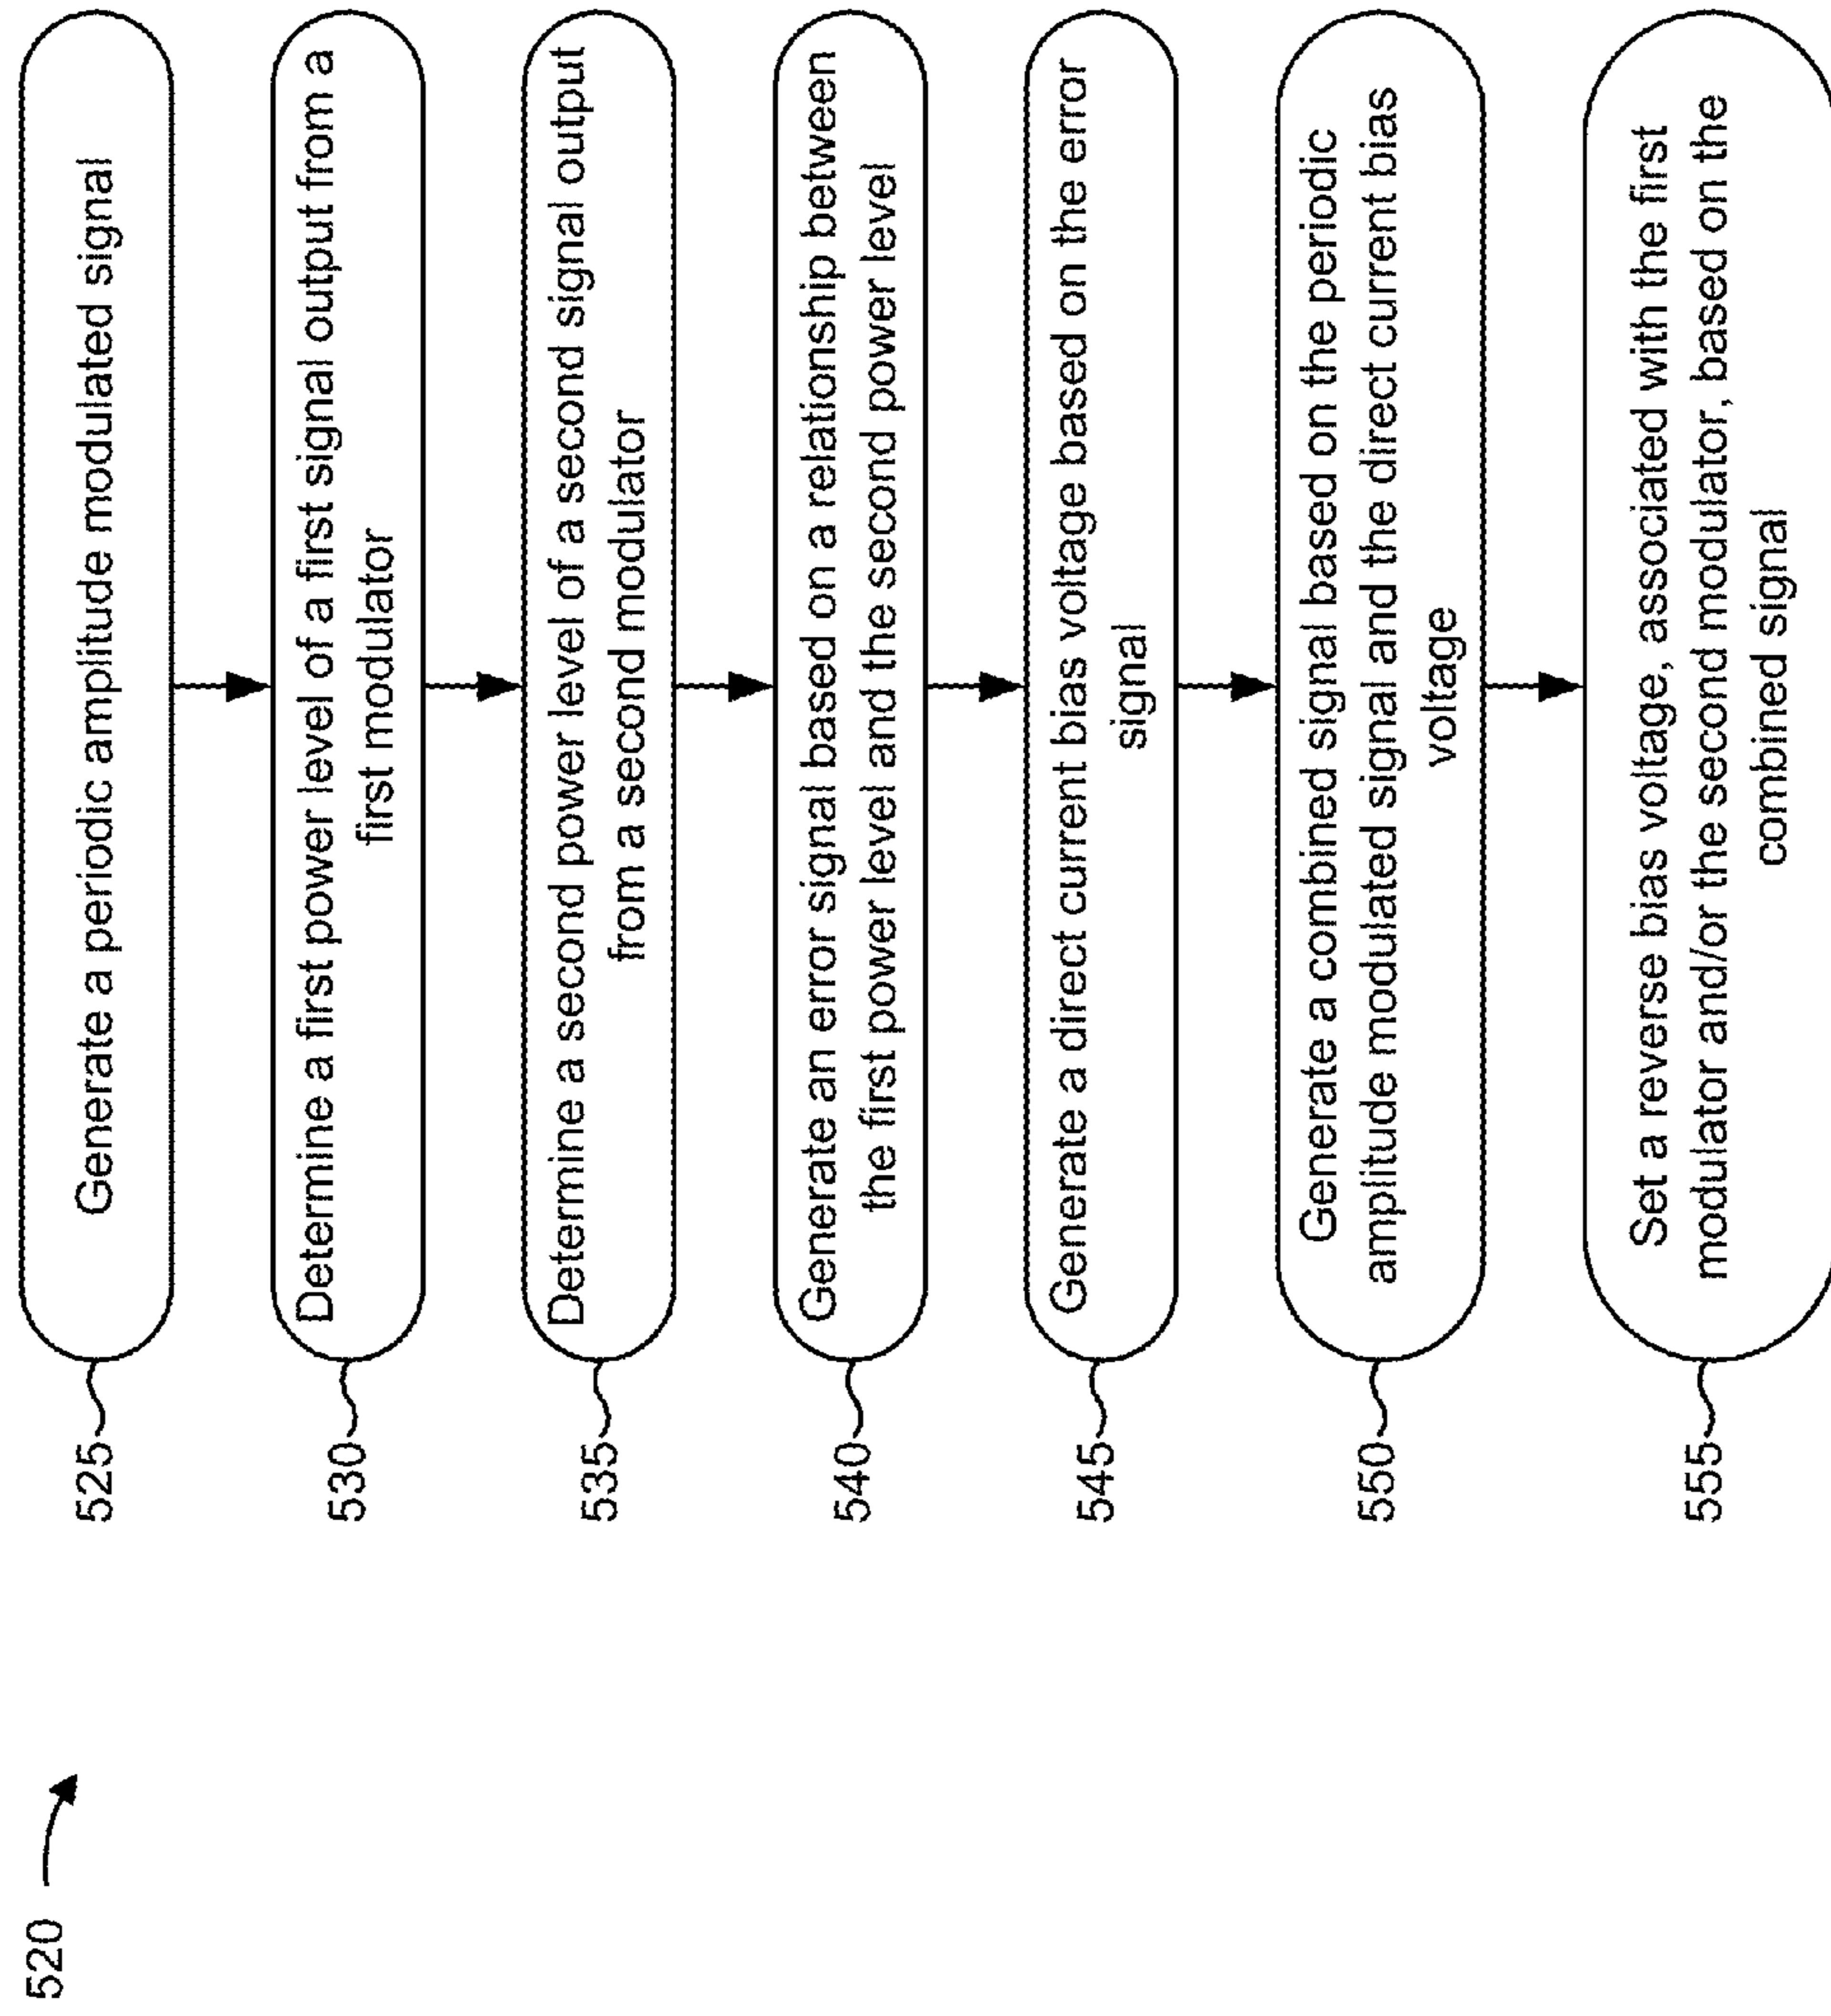 520
525
Generate a periodic amplitude modulated signal
530
Determine a first power level of a first signal output from a
first modulator
535
Determine a second power level of a second signal output
from a second modulator
540
Generate an error signal based on a relationship between
the first power level and the second power level
545
Generate a direct current bias voltage based on the error
signal
550
Generate a combined signal based on the periodic
amplitude modulated signal and the direct current bias
voltage
555
Set a reverse bias voltage, associated with the first
modulator and/or the second modulator, based on the
combined signal